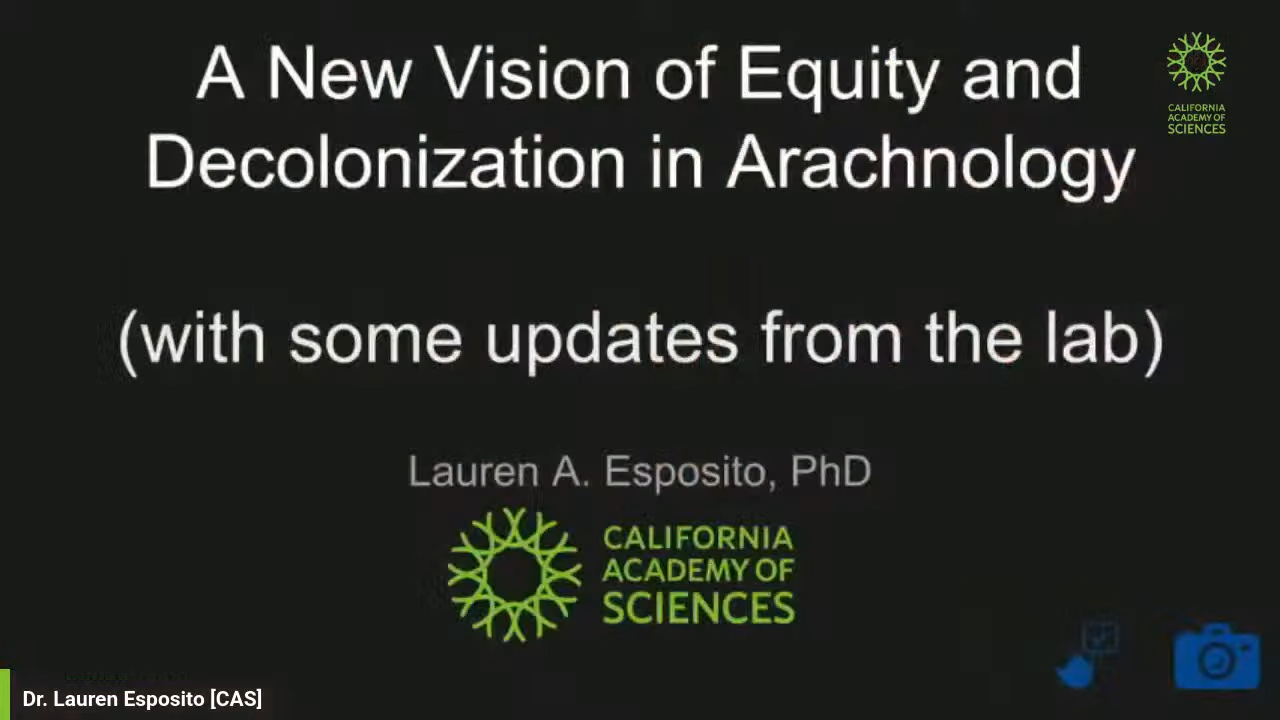 A New Vision of Equity and
Decolonization in Arachnology
(with some updates from the lab)
Lauren A. Esposito, PhD
CALIFORNIA
ACADEMY OF
SCIENCES
CALIFORNIA
ACADEMY OF
SCIENCES
Dr. Lauren Esposito [CAS]